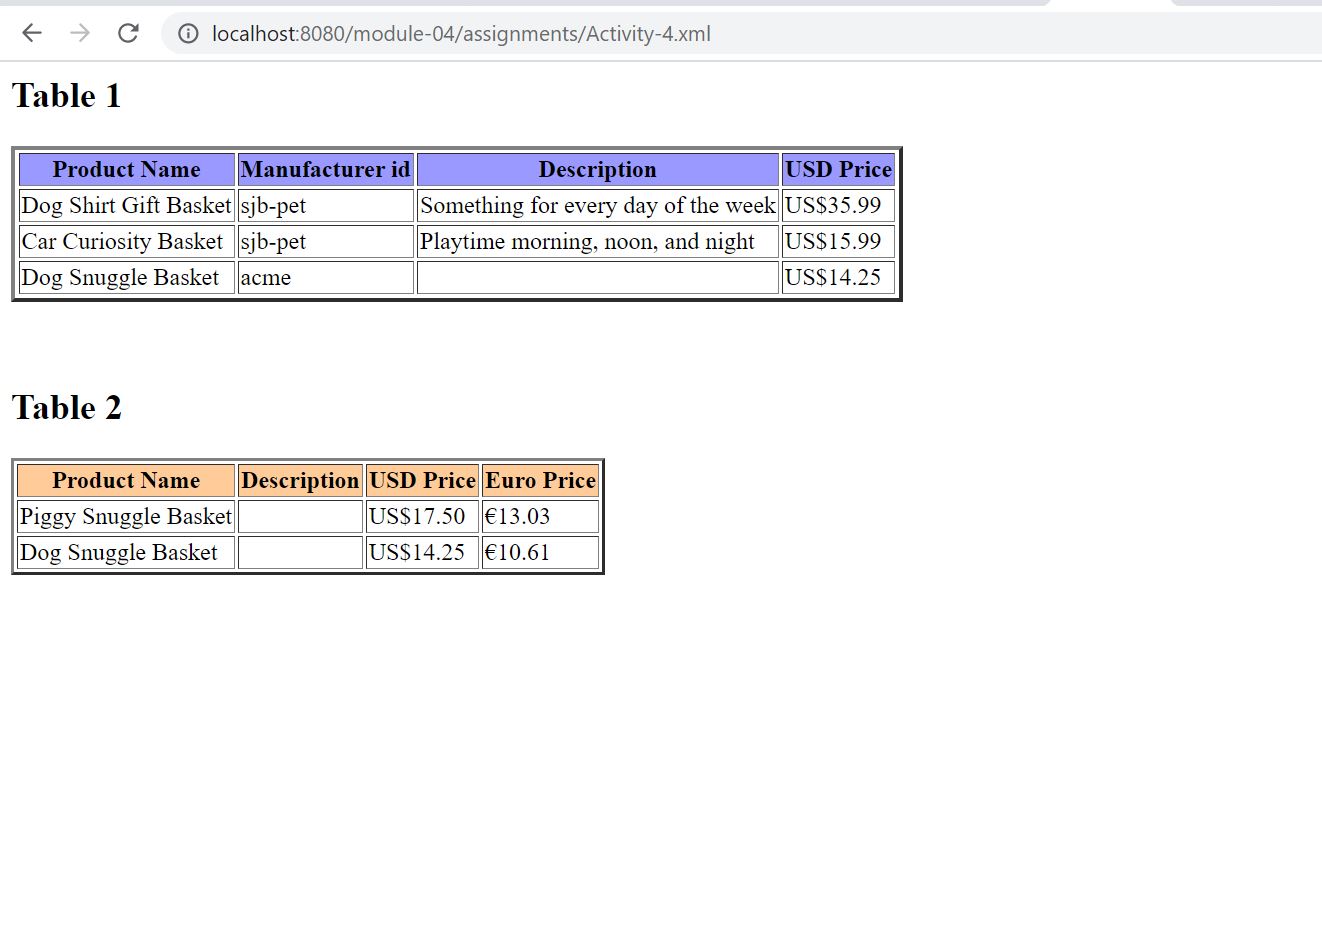 localhost:8080/module-04/assignments/Activity-4.xml
Table 1
Product Name Manufacturer id Description USD Price
Dog Shirt Gift Basket sjb-pet Something for every day of the week US$35.99
Car Curiosity Basket sjb-pet Playtime morning, noon, and night US$15.99
Dog Snuggle Basket acme US$14.25
Table 2
Product Name Description USD Price Euro Price
Piggy Snuggle Basket US$17.50 €13.03
Dog Snuggle Basket US$14.25 €10.61